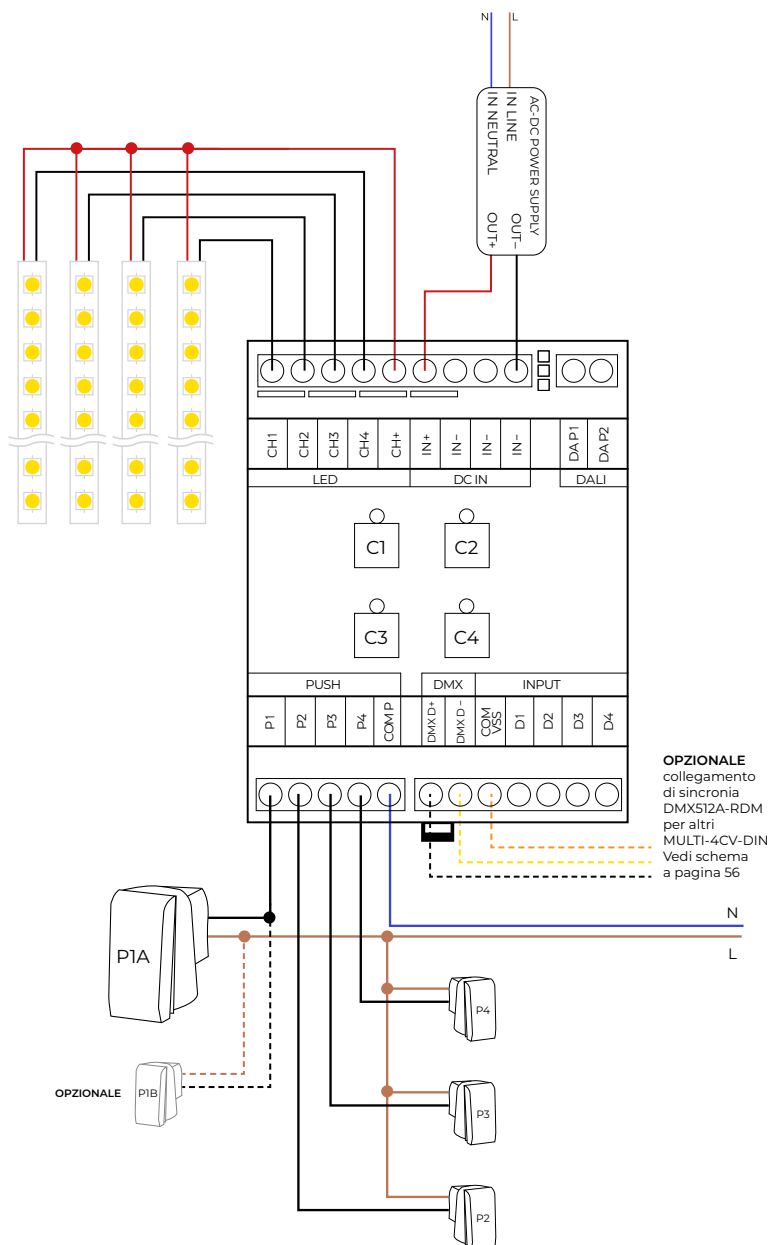 N L
AC-DC POWER SUPPLY
IN LINE
IN NEUTRAL
OUT+
OUT–
CH1 CH2 CH3 CH4 CH+ IN+ IN– IN– IN– DA P1 DA P2
LED DC IN DALI
C1 C2
C3 C4
PUSH DMX INPUT
P1 P2 P3 P4 COM P DMX D+ DMX D – COM VSS D1 D2 D3 D4
OPZIONALE
collegamento
di sincronia
DMX512A-RDM
per altri
MULTI-4CV-DIN
Vedi schema
a pagina 56
N
L
P1A
P4
OPZIONALE P1B
P3
P2